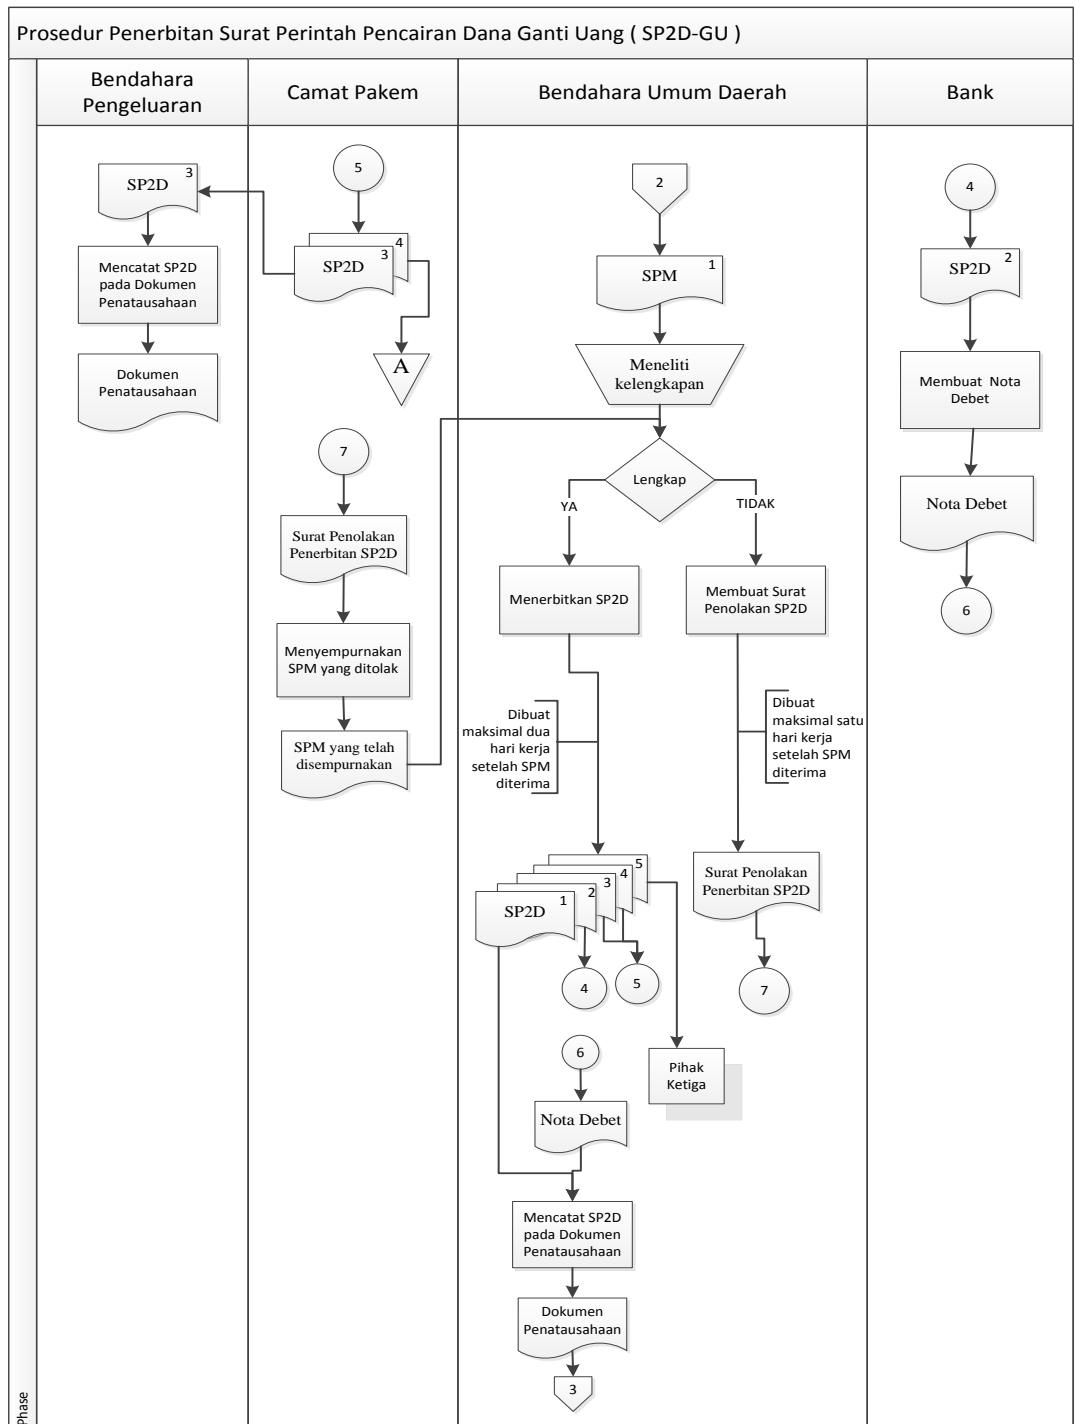 Prosedur Penerbitan Surat Perintah Pencairan Dana Ganti Uang ( SP2D-GU )
Bendahara
Pengeluaran
Camat Pakem
Bendahara Umum Daerah
Bank
3
SP2D
Mencatat SP2D
pada Dokumen
Penatausahaan
Dokumen
Penatausahaan
5
4
3
SP2D
A
7
Surat Penolakan
Penerbitan SP2D
Menyempurnakan
SPM yang ditolak
SPM yang telah
disempurnakan
2
1
SPM
Meneliti
kelengkapan
Lengkap
YA
TIDAK
Menerbitkan SP2D
Membuat Surat
Penolakan SP2D
Dibuat
maksimal dua
hari kerja
setelah SPM
diterima
Dibuat
maksimal satu
hari kerja
setelah SPM
diterima
5
4
3
2
1
SP2D
Surat Penolakan
Penerbitan SP2D
4
5
7
6
Pihak
Ketiga
Nota Debet
Mencatat SP2D
pada Dokumen
Penatausahaan
Dokumen
Penatausahaan
3
4
2
SP2D
Membuat Nota
Debet
Nota Debet
6
Phase